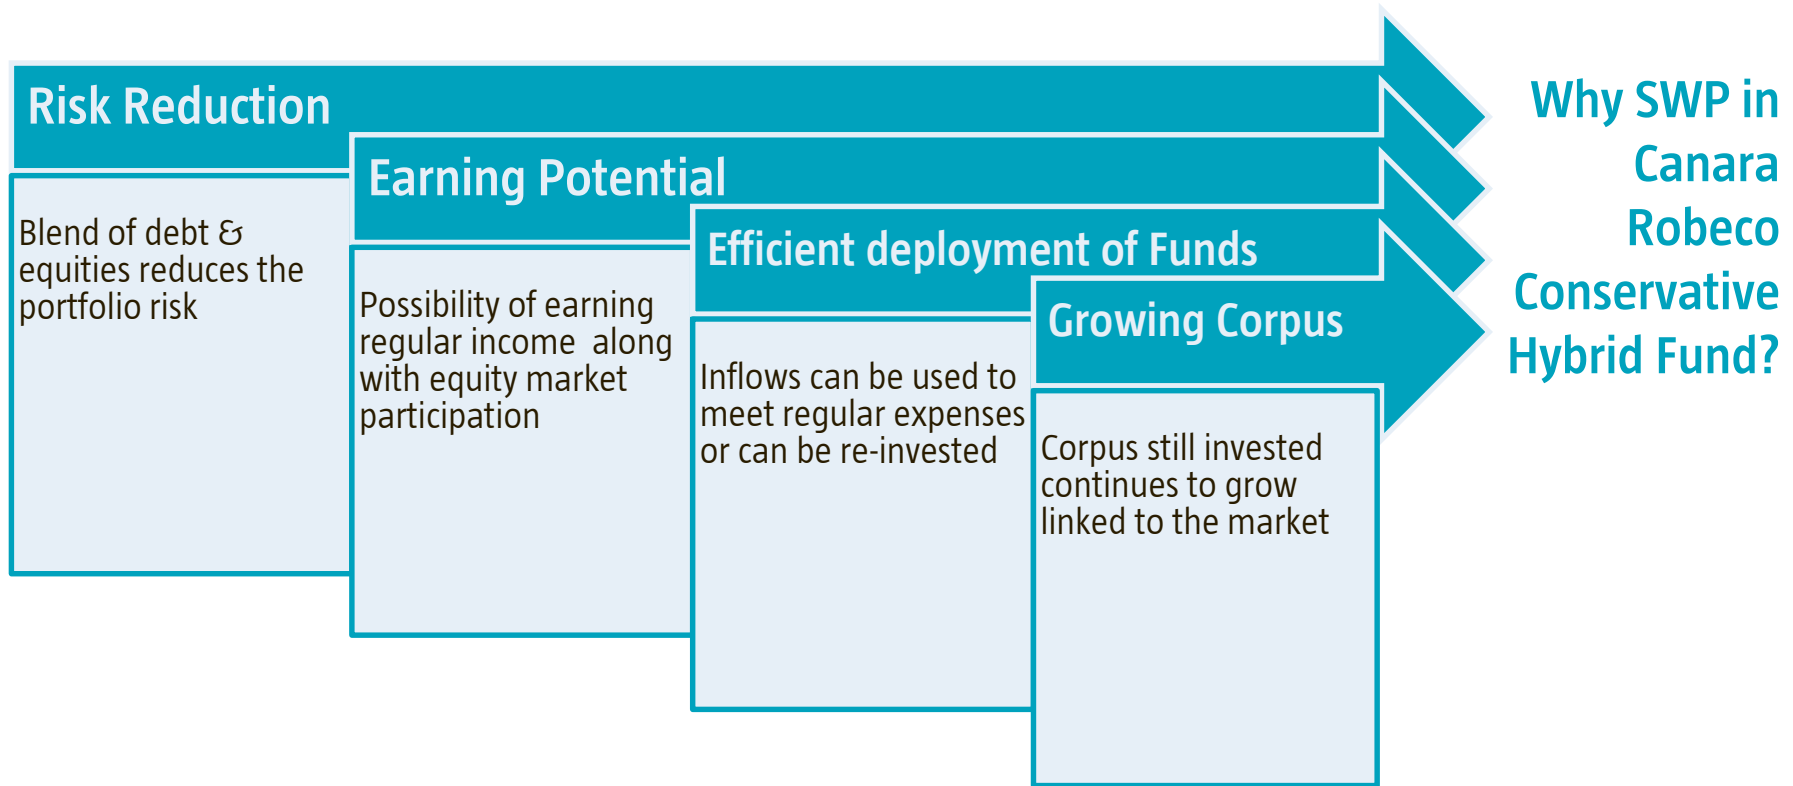 Risk Reduction
Blend of debt &
equities reduces the
portfolio risk
Earning Potential
Possibility of earning
regular income  along
with equity market
participation
Efficient deployment of Funds
Inflows can be used to
meet regular expenses
or can be re-invested
Growing Corpus
Corpus still invested
continues to grow
linked to the market
Why SWP in
Canara
Robeco
Conservative
Hybrid Fund?